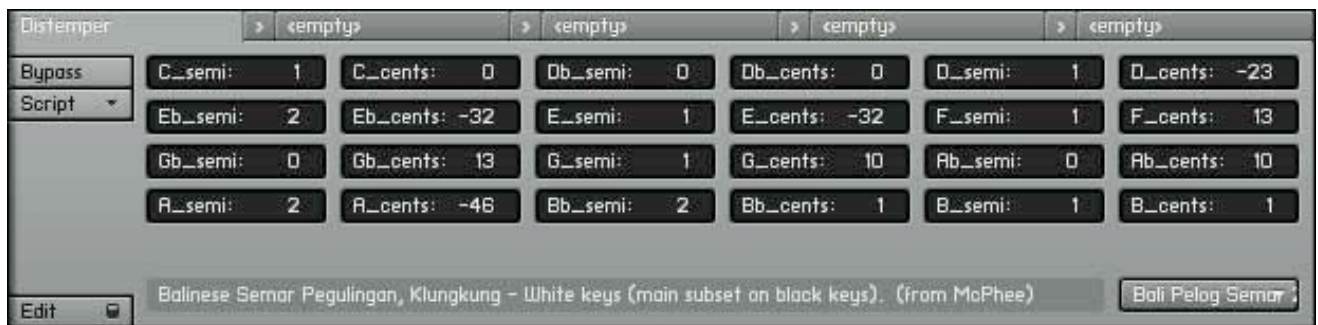 Distemper > <empty> > <empty> > <empty> > <empty>
Bypass C_semi: 1 C_cents: 0 Db_semi: 0 Db_cents: 0 D_semi: 1 D_cents: -23
Script Eb_semi: 2 Eb_cents: -32 E_semi: 1 E_cents: -32 F_semi: 1 F_cents: 13
Gb_semi: 0 Gb_cents: 13 G_semi: 1 G_cents: 10 Ab_semi: 0 Ab_cents: 10
A_semi: 2 A_cents: -46 Bb_semi: 2 Bb_cents: 1 B_semi: 1 B_cents: 1
Balinese Semar Pegulingan, Klungkung - White keys (main subset on black keys). (from McPhee) Bali Pelog Semar
Edit